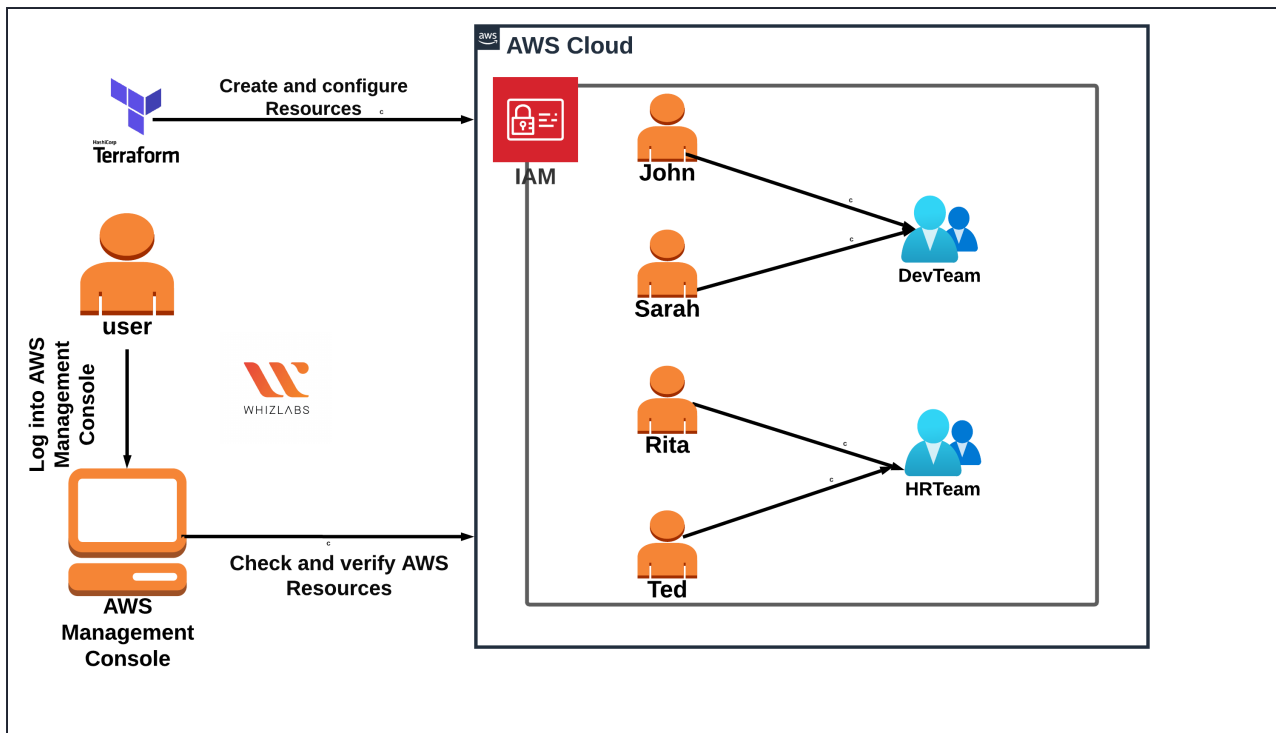 aws
AWS Cloud
Create and configure
Resources
c
HashiCorp
Terraform
IAM
John
c
c
Sarah
DevTeam
user
Log into AWS
Management
Console
WHIZLABS
Rita
c
c
HRTeam
Ted
c
Check and verify AWS
Resources
AWS
Management
Console